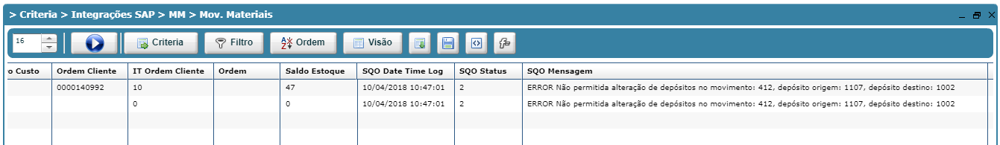 > Criteria > Integrações SAP > MM > Mov. Materiais
16 Criteria Filtro Ordem Visão
o Custo Ordem Cliente IT Ordem Cliente Ordem Saldo Estoque SQO Date Time Log SQO Status SQO Mensagem
0000140992 10 47 10/04/2018 10:47:01 2 ERROR Não permitida alteração de depósitos no movimento: 412, depósito origem: 1107, depósito destino: 1002
0 0 10/04/2018 10:47:01 2 ERROR Não permitida alteração de depósitos no movimento: 412, depósito origem: 1107, depósito destino: 1002